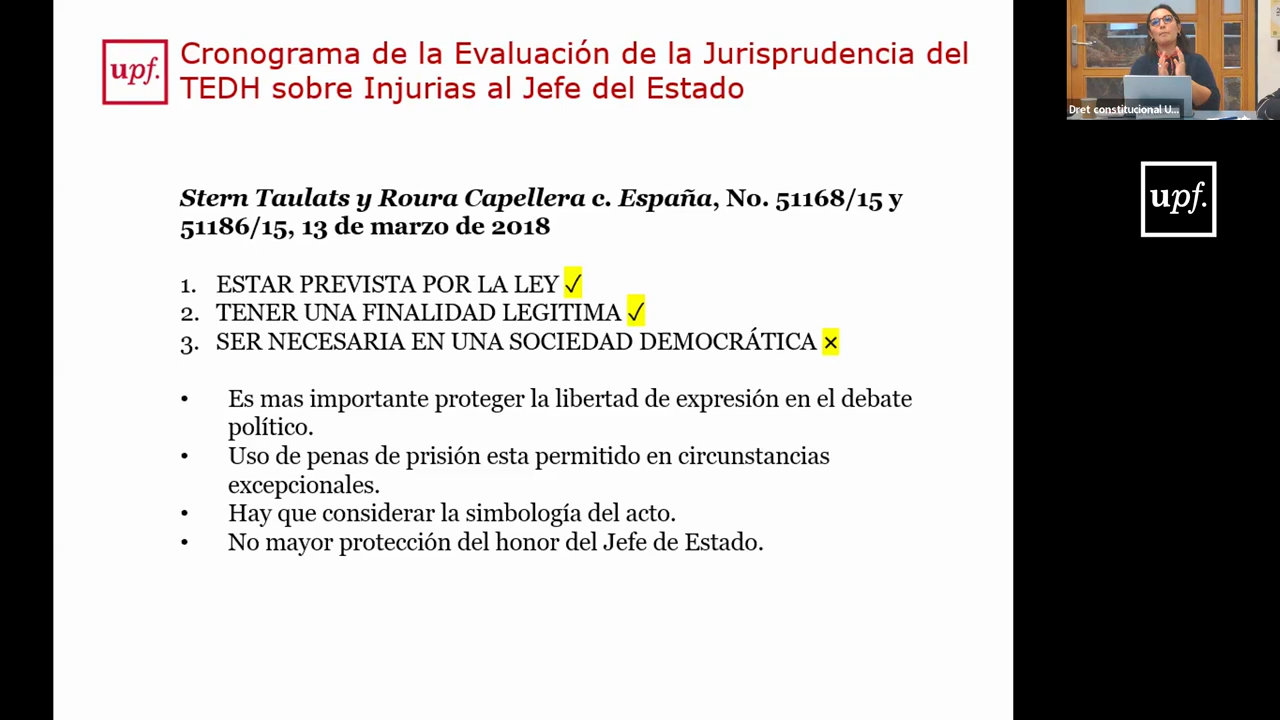 upf.
Cronograma de la Evaluación de la Jurisprudencia del
TEDH sobre Injurias al Jefe del Estado
Stern Taulats y Roura Capellera c. España, No. 51168/15 y
51186/15, 13 de marzo de 2018
1. ESTAR PREVISTA POR LA LEY ✓
2. TENER UNA FINALIDAD LEGITIMA ✓
3. SER NECESARIA EN UNA SOCIEDAD DEMOCRÁTICA ×
• Es mas importante proteger la libertad de expresión en el debate
político.
• Uso de penas de prisión esta permitido en circunstancias
excepcionales.
• Hay que considerar la simbología del acto.
• No mayor protección del honor del Jefe de Estado.
Dret constitucional U...
upf.